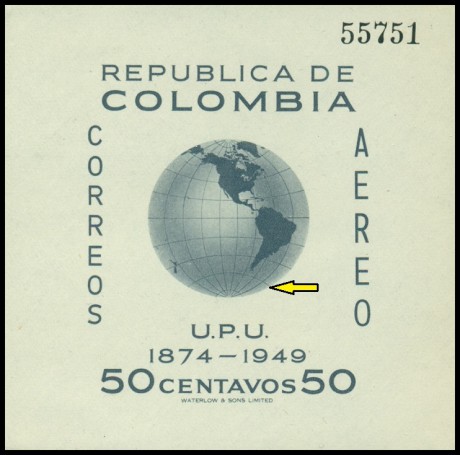 55751
REPUBLICA DE
COLOMBIA
CORREOS
AEREO
U.P.U.
1874-1949
50 CENTAVOS 50
WATERLOW & SONS LIMITED